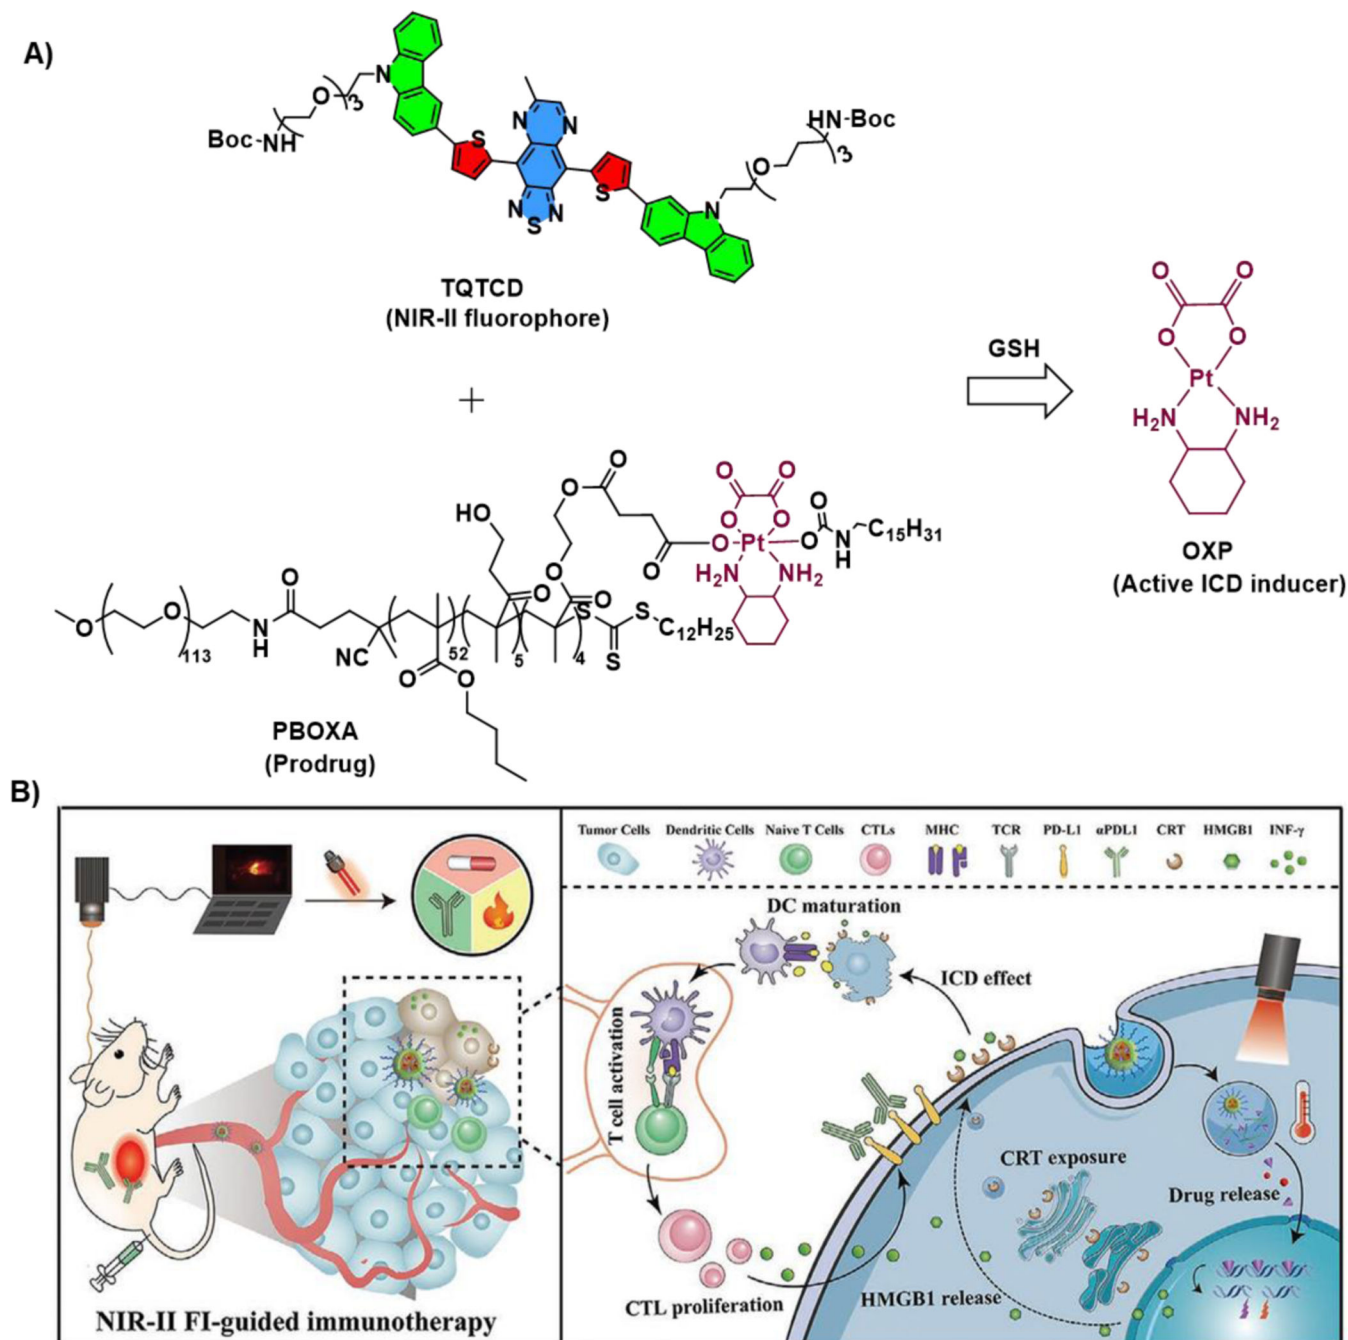 A)
N
O
3
Boc-NH
S
N
N
N
N
S
S
HN-Boc
3
O
N
TQTCD
(NIR-II fluorophore)
+
GSH
O
O
O
O
Pt
H2N
NH2
OXP
(Active ICD inducer)
HO
O
O
O
O
O
O
O
O
O
Pt
O
O
N
H
C15H31
H2N
NH2
O
O
O
113
N
H
O
NC
52
5
4
O
O
O
O
S
S
S
C12H25
PBOXA
(Prodrug)
B)
Tumor Cells Dendritic Cells Naive T Cells CTLs MHC TCR PD-L1 αPDL1 CRT HMGB1 INF-γ
DC maturation
ICD effect
T cell activation
CRT exposure
Drug release
HMGB1 release
CTL proliferation
NIR-II FI-guided immunotherapy